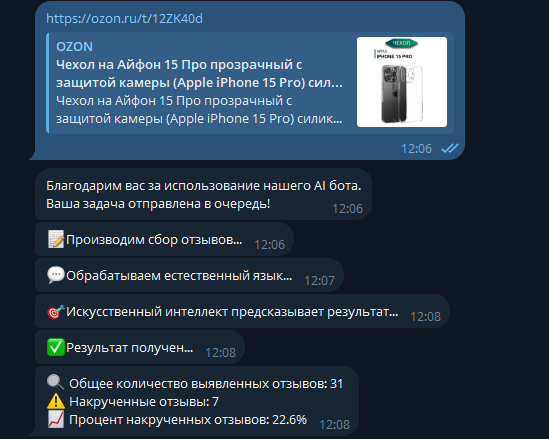 https://ozon.ru/t/12ZK40d
OZON
Чехол на Айфон 15 Про прозрачный с
защитой камеры (Apple iPhone 15 Pro) сил...
Чехол на Айфон 15 Про прозрачный с
защитой камеры (Apple iPhone 15 Pro) силик...
ЧЕХОЛ
IPHONE 15 PRO
12:06
Благодарим вас за использование нашего AI бота.
Ваша задача отправлена в очередь!
12:06
Производим сбор отзывов...
12:06
Обрабатываем естественный язык...
12:07
Искусственный интеллект предсказывает результат...
12:08
Результат получен...
12:08
Общее количество выявленных отзывов: 31
Накрученные отзывы: 7
Процент накрученных отзывов: 22.6%
12:08